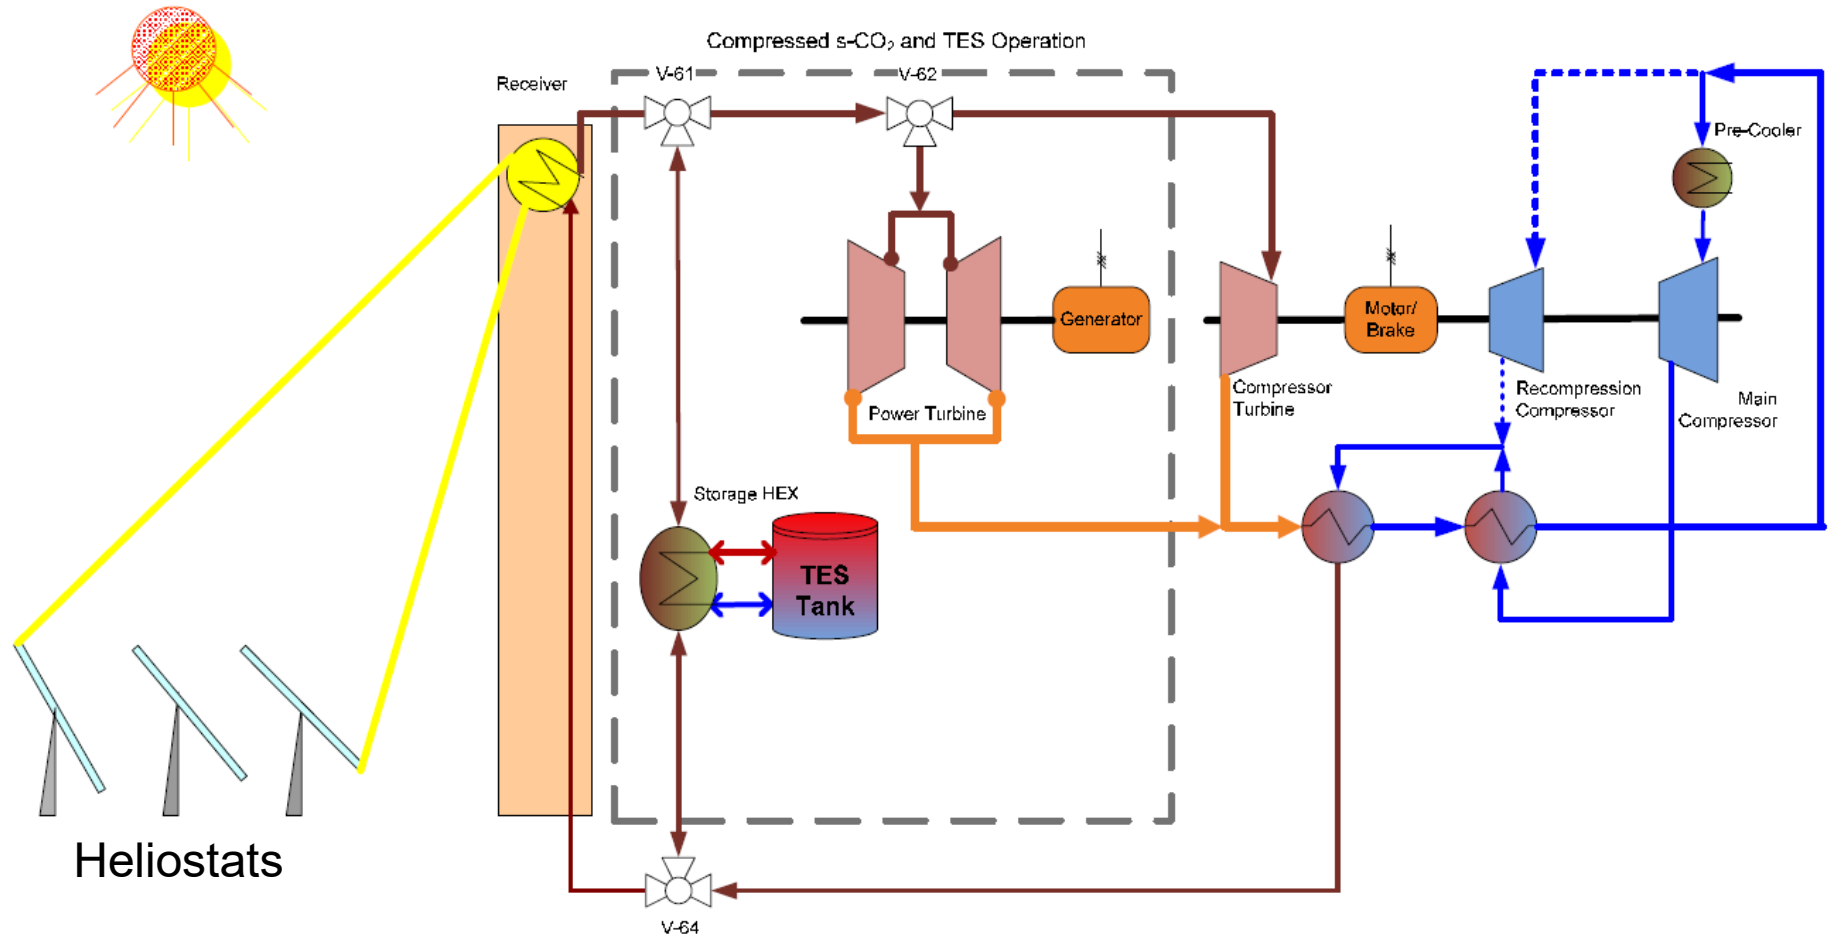 Compressed s-CO₂ and TES Operation
V-61
V-62
Receiver
Pre-Cooler
Generator
Motor/
Brake
Compressor
Turbine
Recompression
Compressor
Main
Compressor
Power Turbine
Storage HEX
TES
Tank
Heliostats
V-64